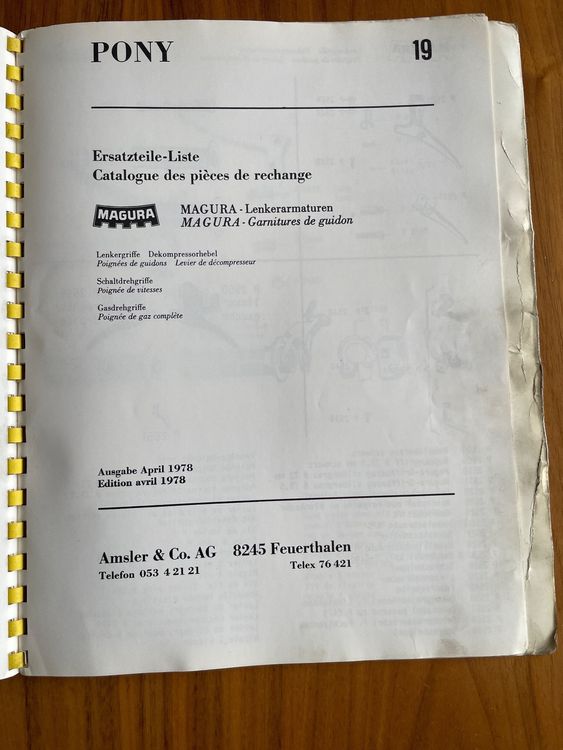 PONY 19
Ersatzteile-Liste
Catalogue des pièces de rechange
MAGURA
MAGURA - Lenkerarmaturen
MAGURA - Garnitures de guidon
Lenkergriffe Dekompressorhebel
Poignées de guidons Levier de décompresseur
Schaltdrehgriffe
Poignée de vitesses
Gasdrehgriffe
Poignée de gaz complète
Ausgabe April 1978
Edition avril 1978
Amsler & Co. AG 8245 Feuerthalen
Telefon 053 4 21 21 Telex 76 421